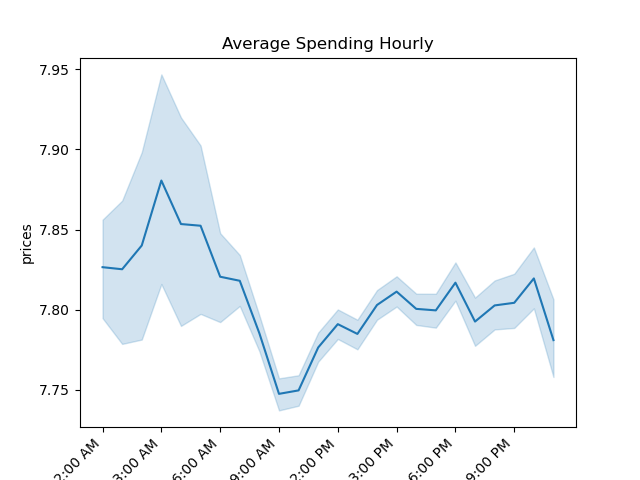 Average Spending Hourly
7.95
7.90
7.85
7.80
7.75
prices
2:00 AM
3:00 AM
6:00 AM
9:00 AM
2:00 PM
3:00 PM
6:00 PM
9:00 PM